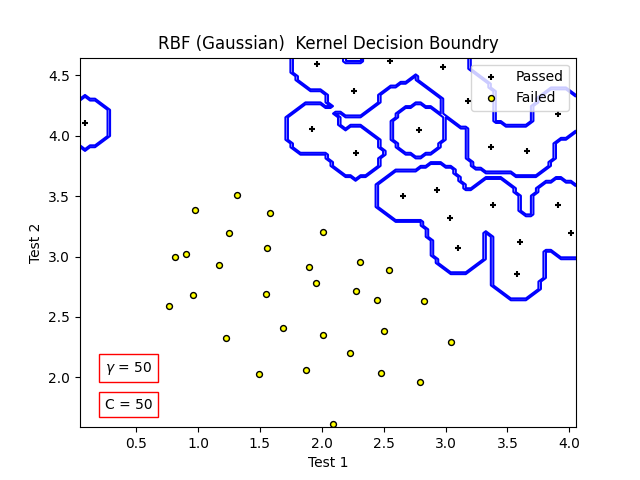 RBF (Gaussian)  Kernel Decision Boundry
Passed
Failed
4.5
4.0
3.5
3.0
2.5
2.0
Test 2
γ = 50
C = 50
0.5 1.0 1.5 2.0 2.5 3.0 3.5 4.0
Test 1